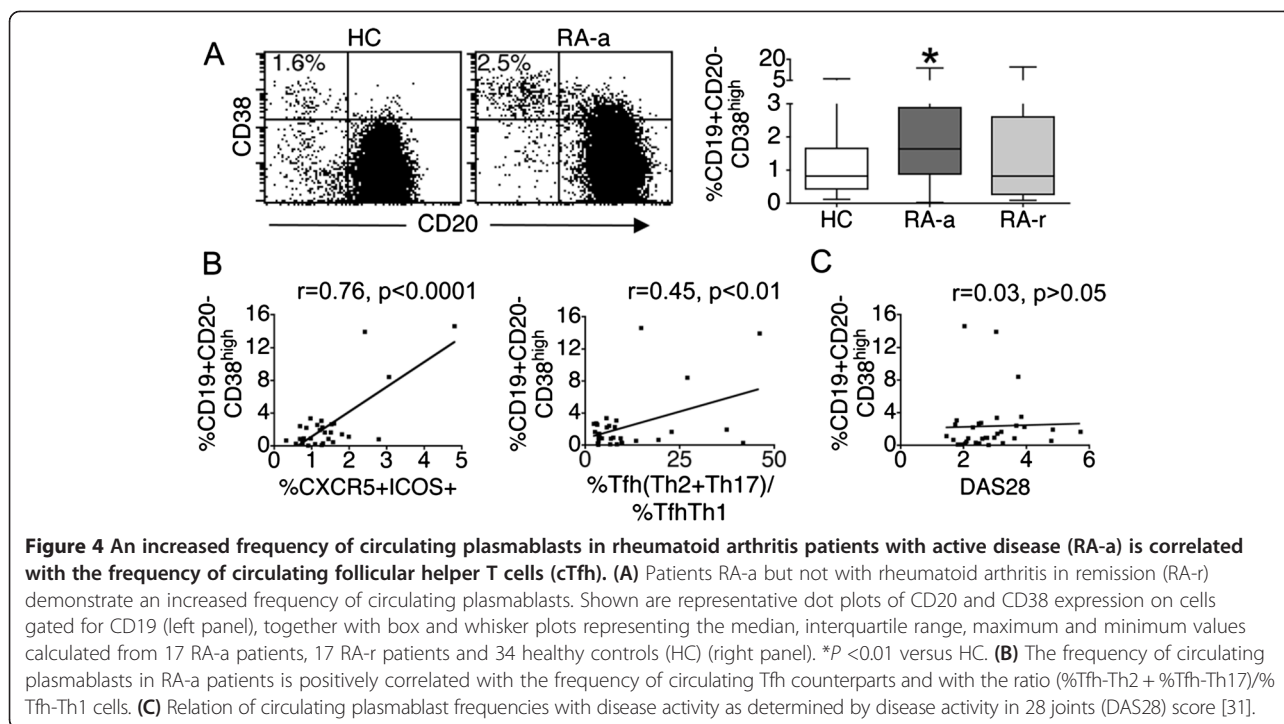 A
HC
RA-a
1.6%
2.5%
CD38
CD20
%CD19+CD20-
CD38high
20
5
3
2
1
0
*
HC
RA-a
RA-r
B
r=0.76, p<0.0001
%CD19+CD20-
CD38high
16
12
8
4
0
0
1
2
3
4
5
%CXCR5+ICOS+
r=0.45, p<0.01
%CD19+CD20-
CD38high
16
12
8
4
0
0
25
50
%Tfh(Th2+Th17)/
%TfhTh1
C
r=0.03, p>0.05
%CD19+CD20-
CD38high
16
12
8
4
0
0
2
4
6
DAS28
Figure 4 An increased frequency of circulating plasmablasts in rheumatoid arthritis patients with active disease (RA-a) is correlated
with the frequency of circulating follicular helper T cells (cTfh). (A) Patients RA-a but not with rheumatoid arthritis in remission (RA-r)
demonstrate an increased frequency of circulating plasmablasts. Shown are representative dot plots of CD20 and CD38 expression on cells
gated for CD19 (left panel), together with box and whisker plots representing the median, interquartile range, maximum and minimum values
calculated from 17 RA-a patients, 17 RA-r patients and 34 healthy controls (HC) (right panel). *P <0.01 versus HC. (B) The frequency of circulating
plasmablasts in RA-a patients is positively correlated with the frequency of circulating Tfh counterparts and with the ratio (%Tfh-Th2 + %Tfh-Th17)/%
Tfh-Th1 cells. (C) Relation of circulating plasmablast frequencies with disease activity as determined by disease activity in 28 joints (DAS28) score [31].